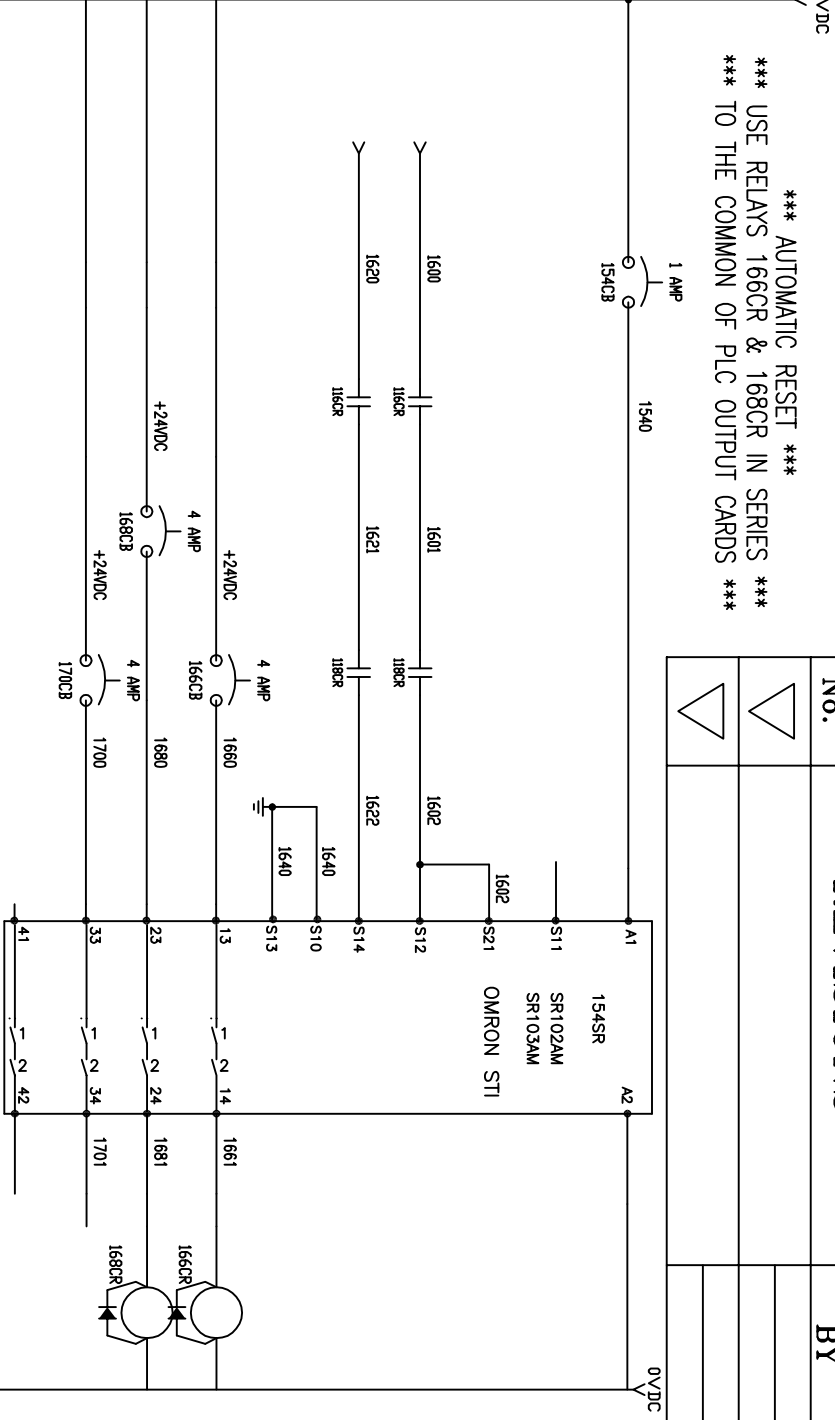 VDC
*** AUTOMATIC RESET ***
*** USE RELAYS 166CR & 168CR IN SERIES ***
*** TO THE COMMON OF PLC OUTPUT CARDS ***
No.
BY
1 AMP
154CB
1540
A1
A2
0VDC
S11
154SR
SR102AM
SR103AM
OMRON STI
1602
S21
1600
116CR
1601
118CR
1602
S12
1620
116CR
1621
118CR
1622
S14
1640
S10
1640
S13
+24VDC
4 AMP
166CB
1660
13
1
2
14
1661
166CR
+24VDC
4 AMP
168CB
1680
23
1
2
24
1681
168CR
+24VDC
4 AMP
170CB
1700
33
1
2
34
1701
41
1
2
42